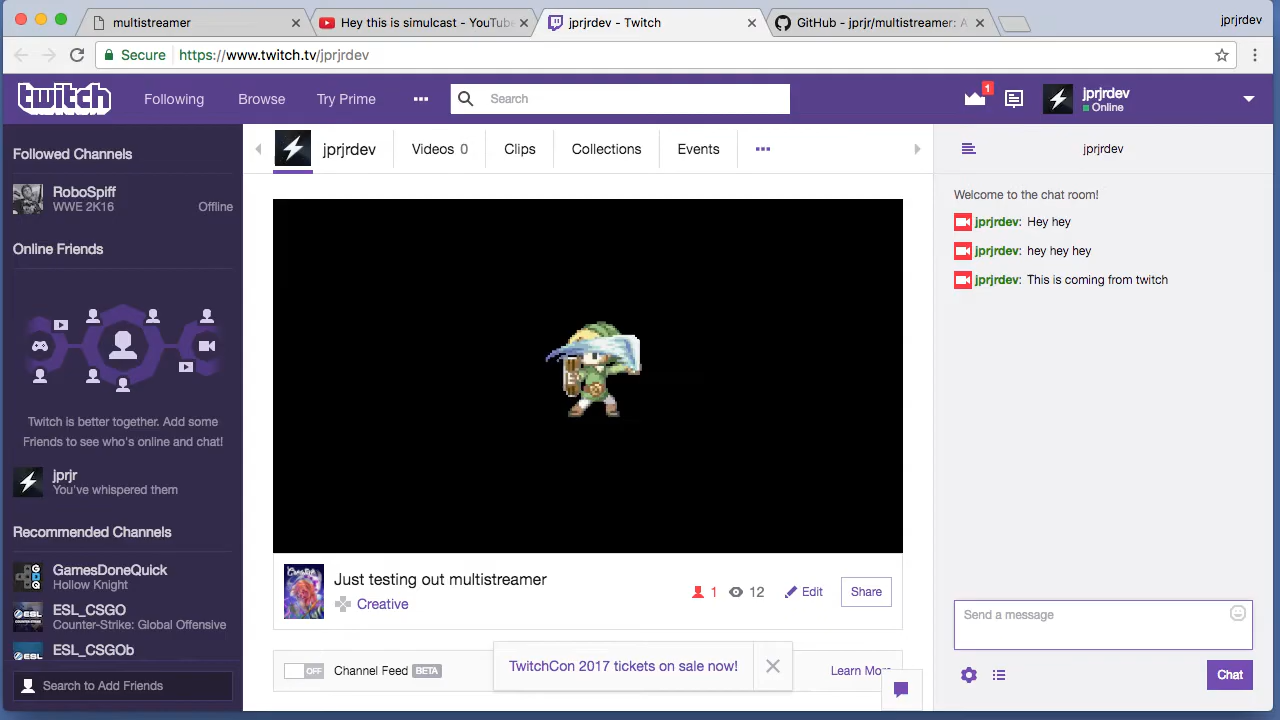 multistreamer
Hey this is simulcast - YouTube
jprjrdev - Twitch
GitHub - jprjr/multistreamer: A
jprjrdev
Secure
https://www.twitch.tv/jprjrdev
twitch
Following
Browse
Try Prime
Search
1
jprjrdev
Online
Followed Channels
RoboSpiff
WWE 2K16
Offline
Online Friends
Twitch is better together. Add some
Friends to see who's online and chat!
jprjr
You've whispered them
Recommended Channels
GamesDoneQuick
Hollow Knight
ESL_CSGO
Counter-Strike: Global Offensive
ESL_CSGOb
Search to Add Friends
jprjrdev
Videos 0
Clips
Collections
Events
Just testing out multistreamer
Creative
1
12
Edit
Share
OFF
Channel Feed BETA
TwitchCon 2017 tickets on sale now!
Learn More
jprjrdev
Welcome to the chat room!
jprjrdev: Hey hey
jprjrdev: hey hey hey
jprjrdev: This is coming from twitch
Send a message
Chat